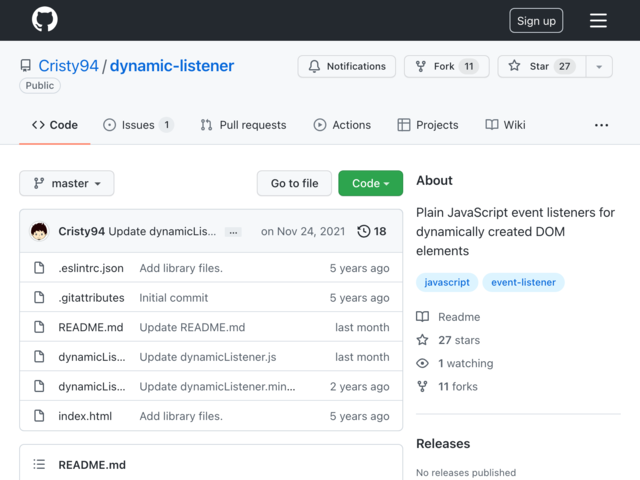 Sign up
Cristy94 / dynamic-listener
Public
Notifications
Fork 11
Star 27
Code
Issues 1
Pull requests
Actions
Projects
Wiki
master
Go to file
Code
Cristy94 Update dynamicLis... ... on Nov 24, 2021 18
.eslintrc.json Add library files. 5 years ago
.gitattributes Initial commit 5 years ago
README.md Update README.md last month
dynamicLis... Update dynamicListener.js last month
dynamicLis... Update dynamicListener.min... 2 years ago
index.html Add library files. 5 years ago
README.md
About
Plain JavaScript event listeners for
dynamically created DOM
elements
javascript event-listener
Readme
27 stars
1 watching
11 forks
Releases
No releases published